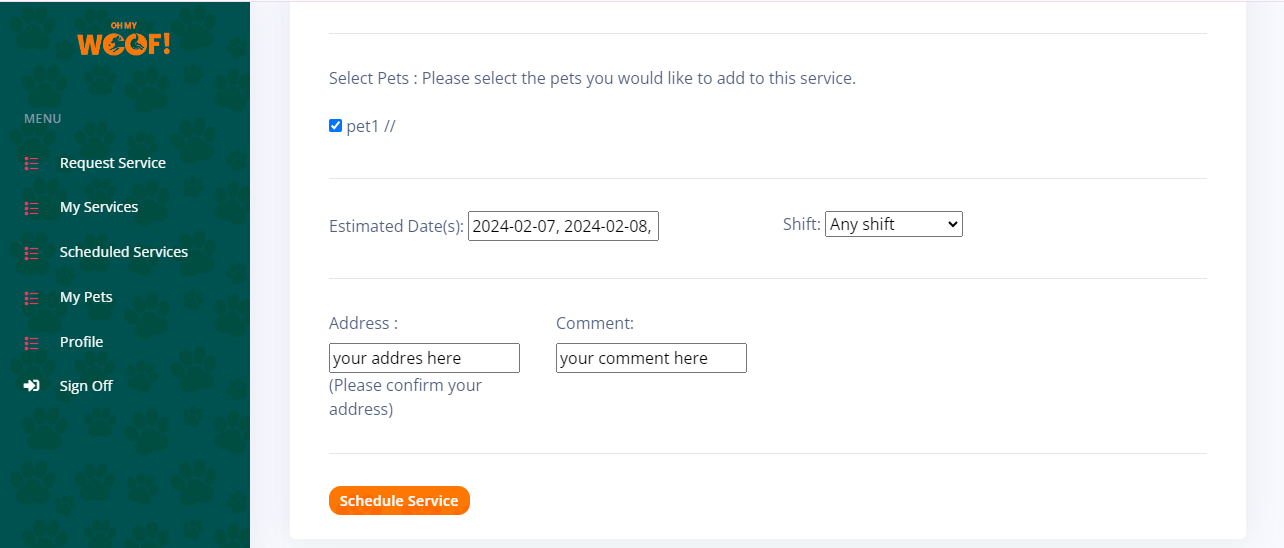 OH MY
WOOF!
MENU
Request Service
My Services
Scheduled Services
My Pets
Profile
Sign Off
Select Pets : Please select the pets you would like to add to this service.
pet1 //
Estimated Date(s): 2024-02-07, 2024-02-08,
Shift: Any shift
Address :
your addres here
(Please confirm your
address)
Comment:
your comment here
Schedule Service